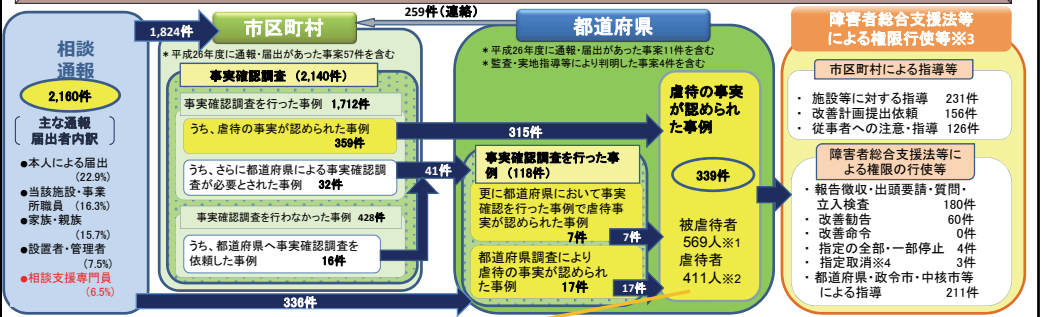 相談
通報
2,160件
主な通報
届出者内訳
●本人による届出
(22.9%)
●当該施設・事業
所職員 (16.3%)
●家族・親族
(15.7%)
●設置者・管理者
(7.5%)
●相談支援専門員
(6.5%)
1,824件
336件
市区町村
259件(連絡)
*平成26年度に通報・届出があった事案57件を含む
事実確認調査 (2,140件)
事実確認調査を行った事例 1,712件
うち、虐待の事実が認められた事例
359件
うち、さらに都道府県による事実確認調
査が必要とされた事例 32件
事実確認調査を行わなかった事例 428件
うち、都道府県へ事実確認調査を
依頼した事例 16件
315件
41件
都道府県
*平成26年度に通報・届出があった事案11件を含む
*監査・実地指導等により判明した事案4件を含む
事実確認調査を行った事
例 (118件)
更に都道府県において事実
確認を行った事例で虐待事
実が認められた事例
7件
7件
都道府県調査により
虐待の事実が認められ
た事例 17件
17件
虐待の事実
が認められ
た事例
339件
被虐待者
569人※1
虐待者
411人※2
障害者総合支援法等
による権限行使等※3
市区町村による指導等
・ 施設等に対する指導 231件
・ 改善計画提出依頼 156件
・ 従事者への注意・指導 126件
障害者総合支援法等に
よる権限の行使等
・報告徴収・出頭要請・質問・
立入検査 180件
・改善勧告 60件
・改善命令 0件
・指定の全部・一部停止 4件
・指定取消※4 3件
・都道府県・政令市・中核市等
による指導 211件